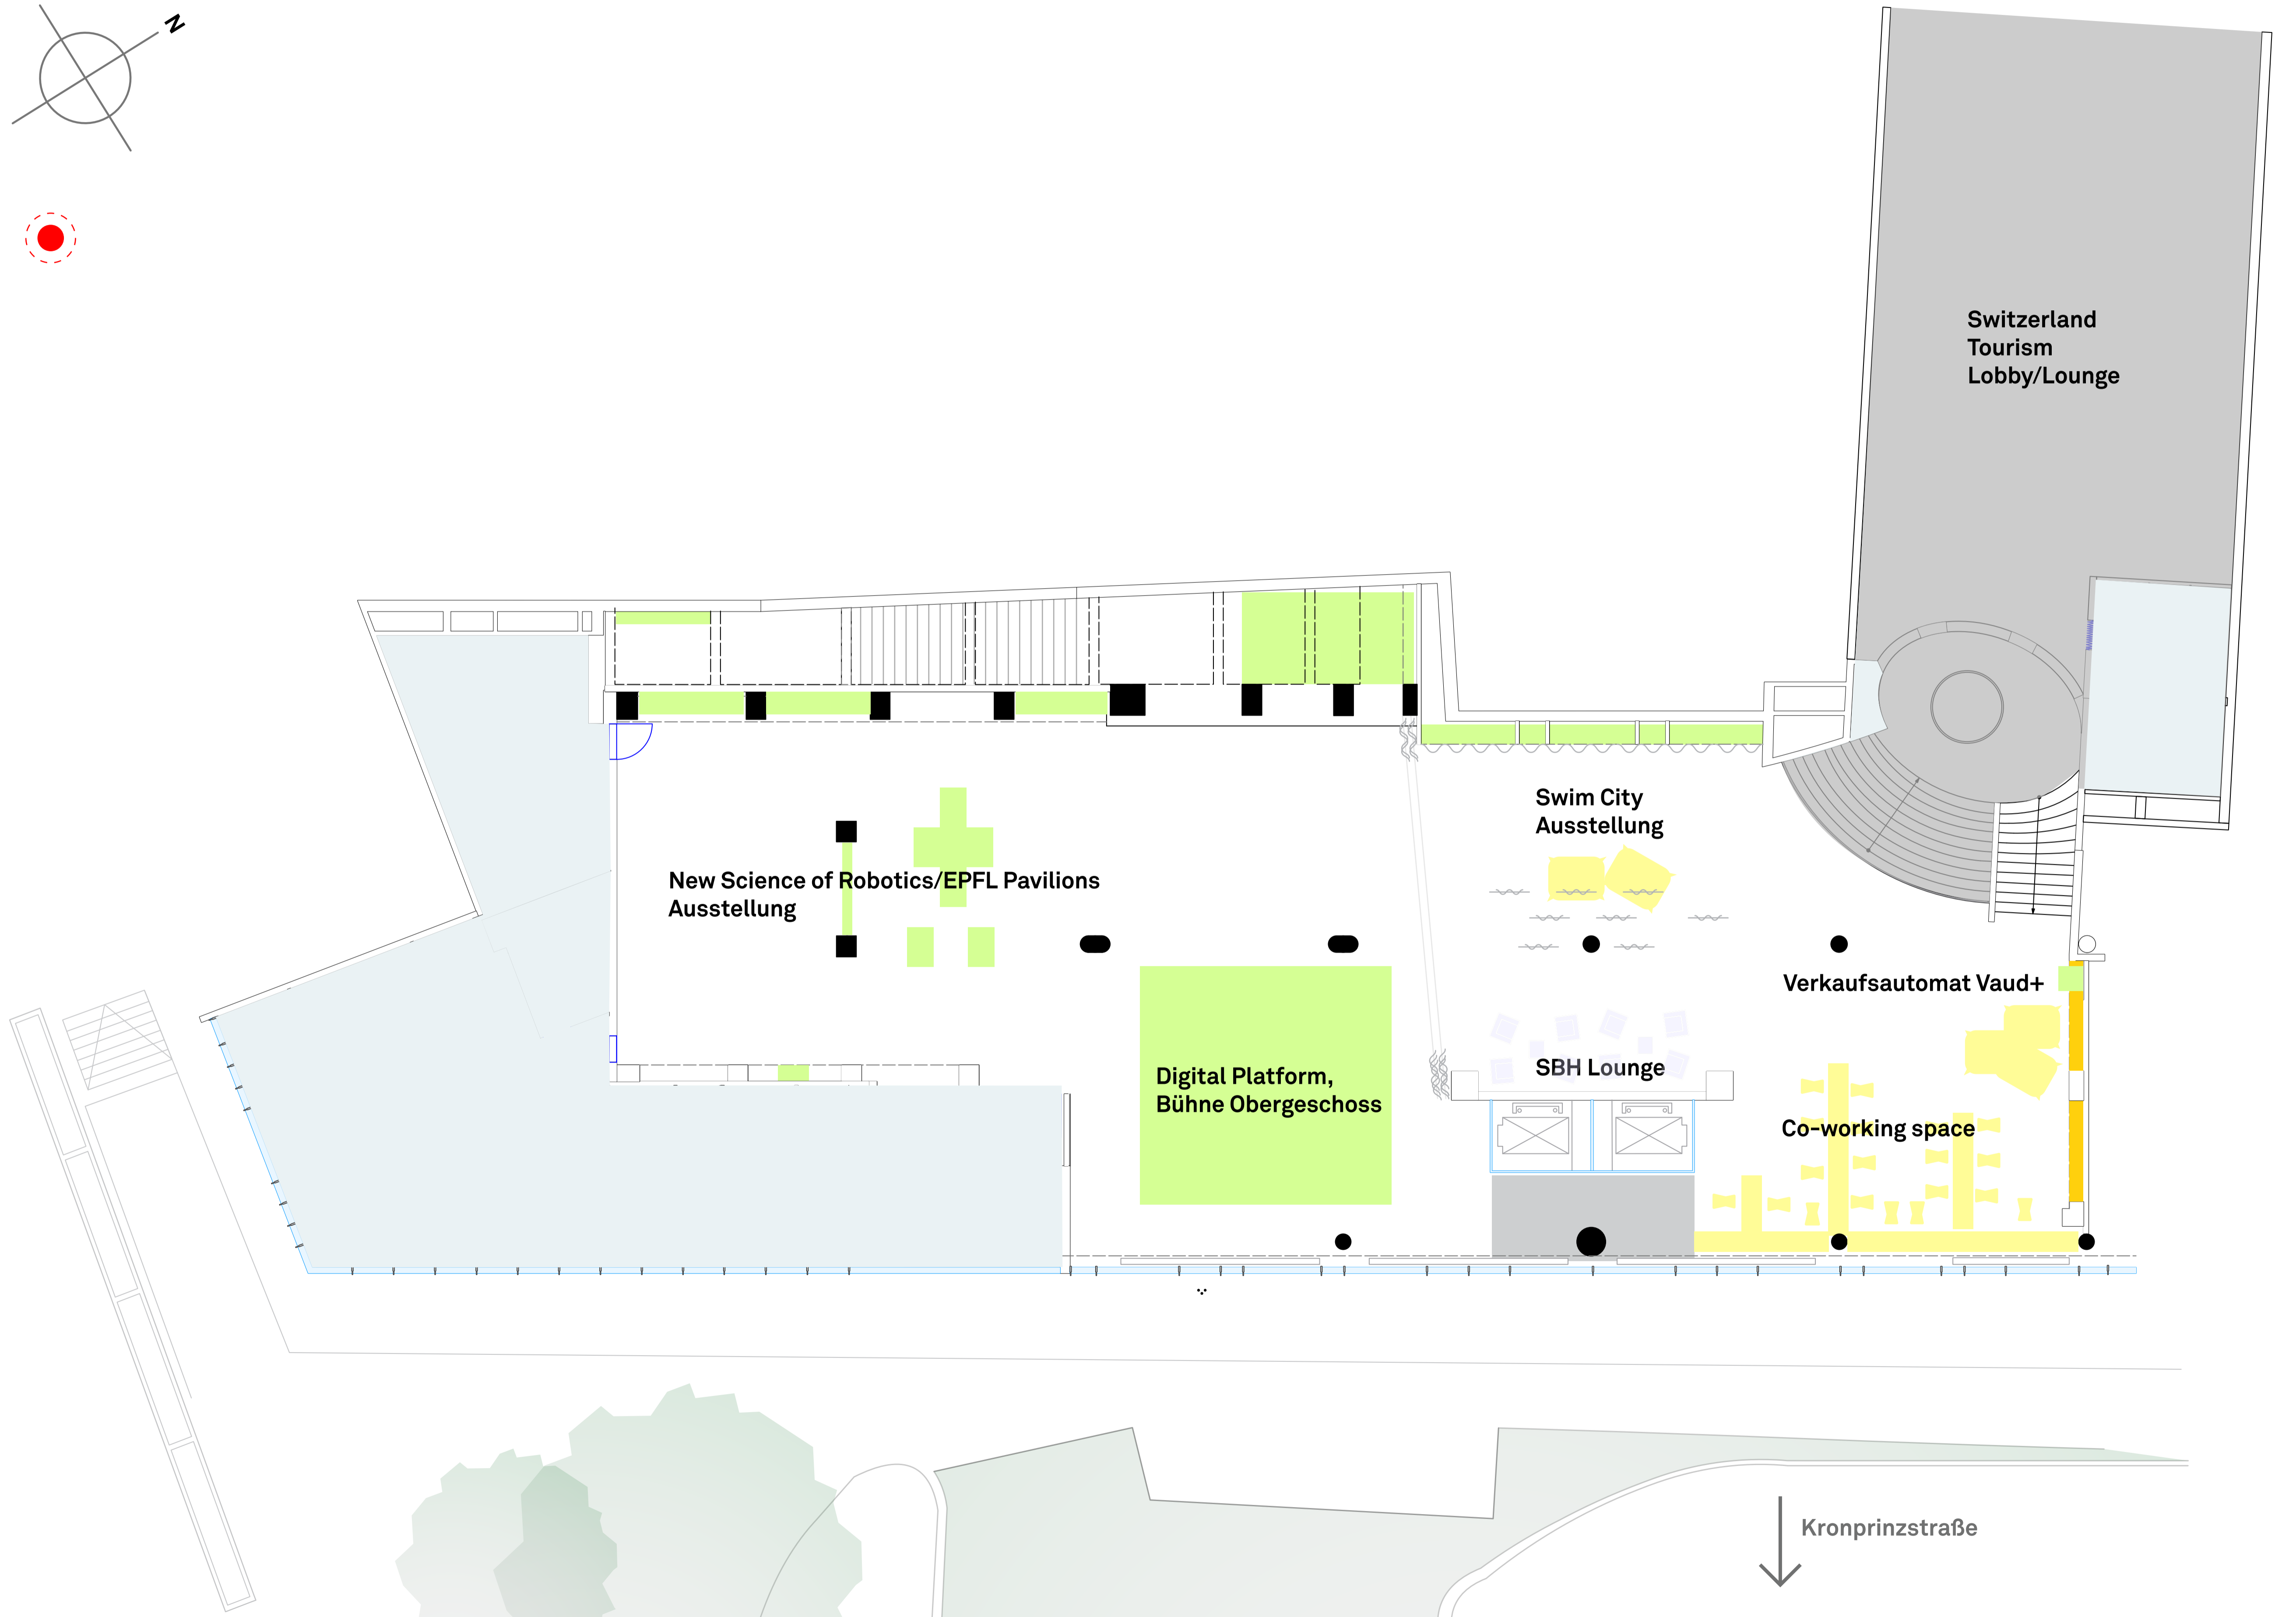 N
Switzerland
Tourism
Lobby/Lounge
Swim City
Ausstellung
New Science of Robotics/EPFL Pavilions
Ausstellung
Verkaufsautomat Vaud+
SBH Lounge
Digital Platform,
Bühne Obergeschoss
Co-working space
Kronprinzstraße